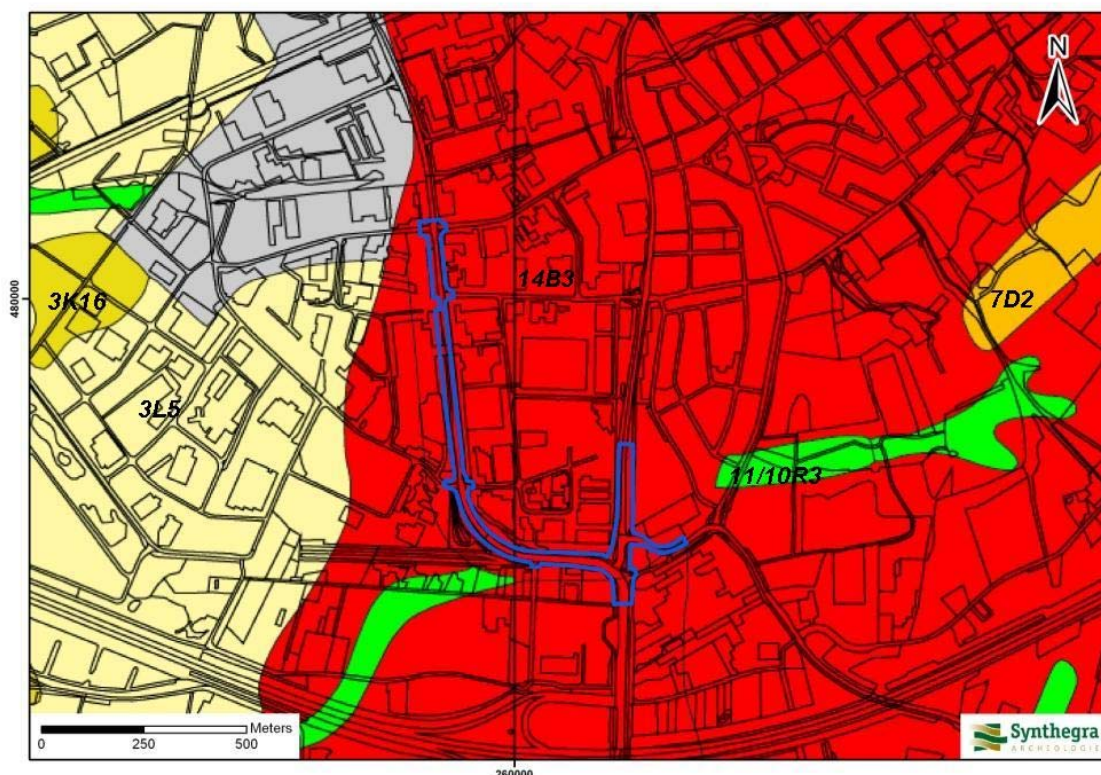 N
14B3
480000
3K16
7D2
3L5
11/10R3
Meters
0 250 500
Synthegra
ARCHEOLOGIE
260000